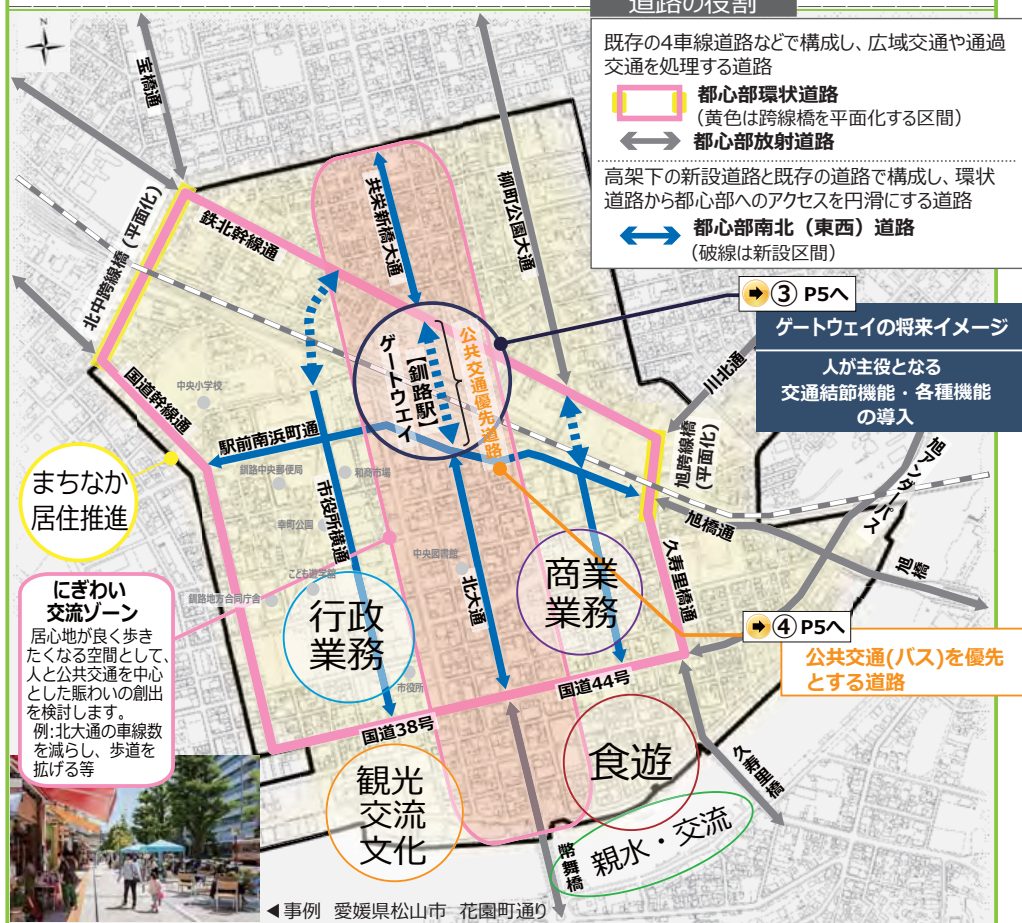 道路の役割
既存の4車線道路などで構成し、広域交通や通過
交通を処理する道路
都心部環状道路
(黄色は跨線橋を平面化する区間)
都心部放射道路
高架下の新設道路と既存の道路で構成し、環状
道路から都心部へのアクセスを円滑にする道路
都心部南北（東西）道路
(破線は新設区間)
N
宝橋通
共栄新橋大通
柳町公園大通
鉄北幹線通
北中跨線橋(平面化)
国道幹線通
中央小学校
駅前南浜町通
釧路中央郵便局
和商市場
【釧路駅】
ゲートウェイ
公共交通優先道路
③ P5へ
ゲートウェイの将来イメージ
人が主役となる
交通結節機能・各種機能
の導入
川北通
旭跨線橋
(平面化)
旭アンダーパス
旭橋通
旭橋
久寿里橋通
まちなか
居住推進
市役所横通
幸町公園
中央図書館
こども遊学館
釧路地方合同庁舎
北大通
行政
業務
商業
業務
市役所
にぎわい
交流ゾーン
居心地が良く歩き
たくなる空間として、
人と公共交通を中心
とした賑わいの創出
を検討します。
例:北大通の車線数
を減らし、歩道を
拡げる等
④ P5へ
公共交通(バス)を優先
とする道路
国道44号
国道38号
観光
交流
文化
食遊
久寿里橋
親水・交流
幣舞橋
◀事例 愛媛県松山市 花園町通り